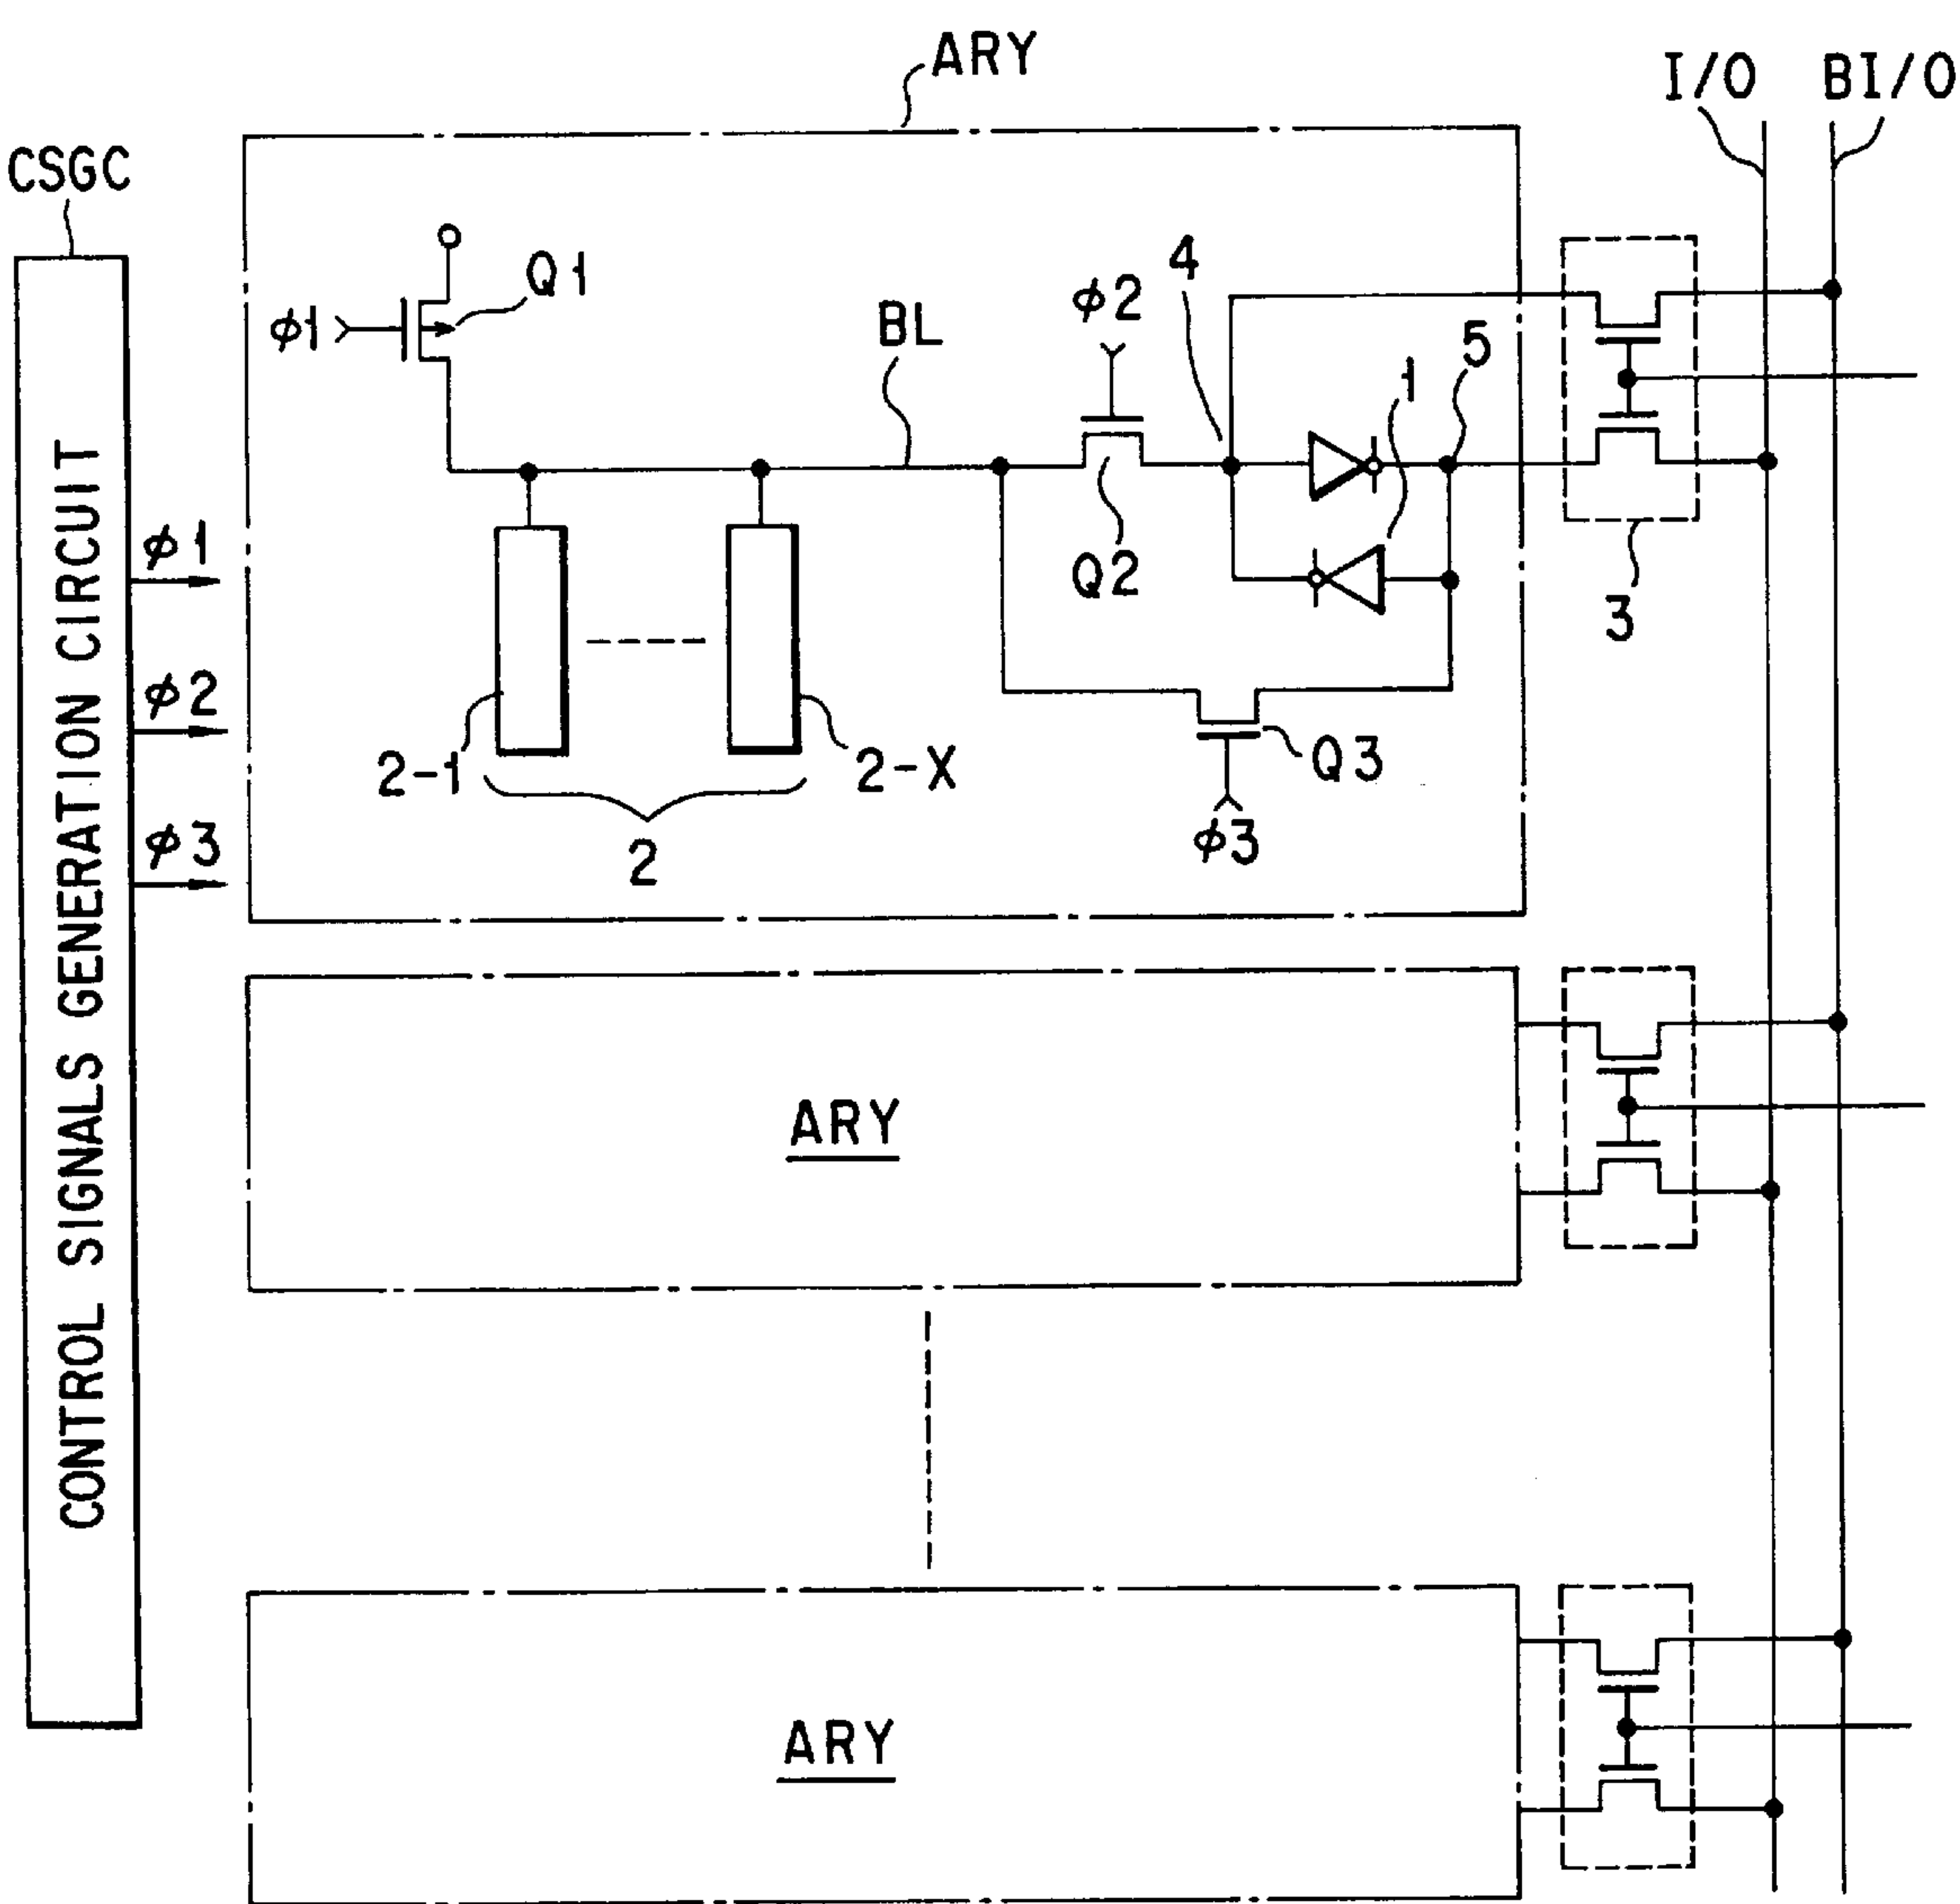 ARY
I/O
BI/O
CSGC
CONTROL SIGNALS GENERATION CIRCUIT
φ1
φ2
φ3
φ1
Q1
BL
φ2
4
1
5
Q2
3
2-1
2-X
2
Q3
φ3
ARY
ARY